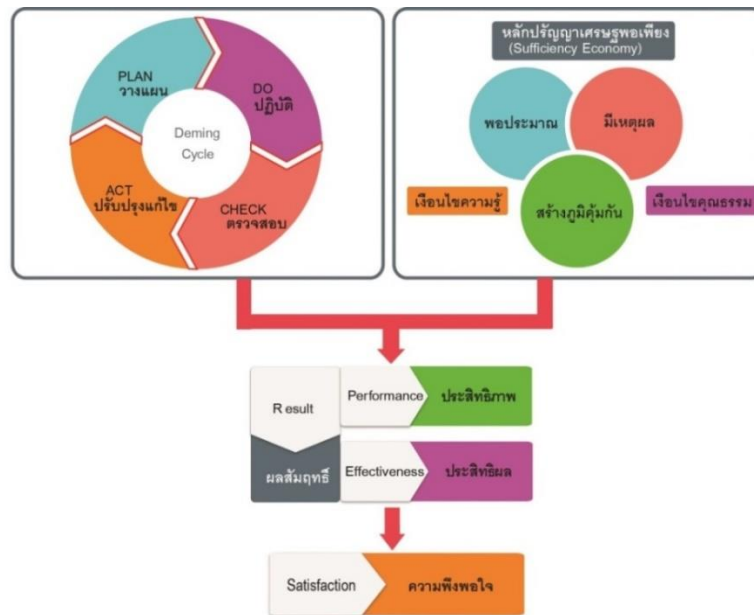 PLAN
วางแผน
DO
ปฏิบัติ
Deming
Cycle
ACT
ปรับปรุงแก้ไข
CHECK
ตรวจสอบ
หลักปรัญญาเศรษฐพอเพียง
(Sufficiency Economy)
พอประมาณ
มีเหตุผล
เงื่อนไขความรู้
สร้างภูมิคุ้มกัน
เงื่อนไขคุณธรรม
Result
Performance
ประสิทธิภาพ
ผลสัมฤทธิ์
Effectiveness
ประสิทธิผล
Satisfaction
ความพึงพอใจ